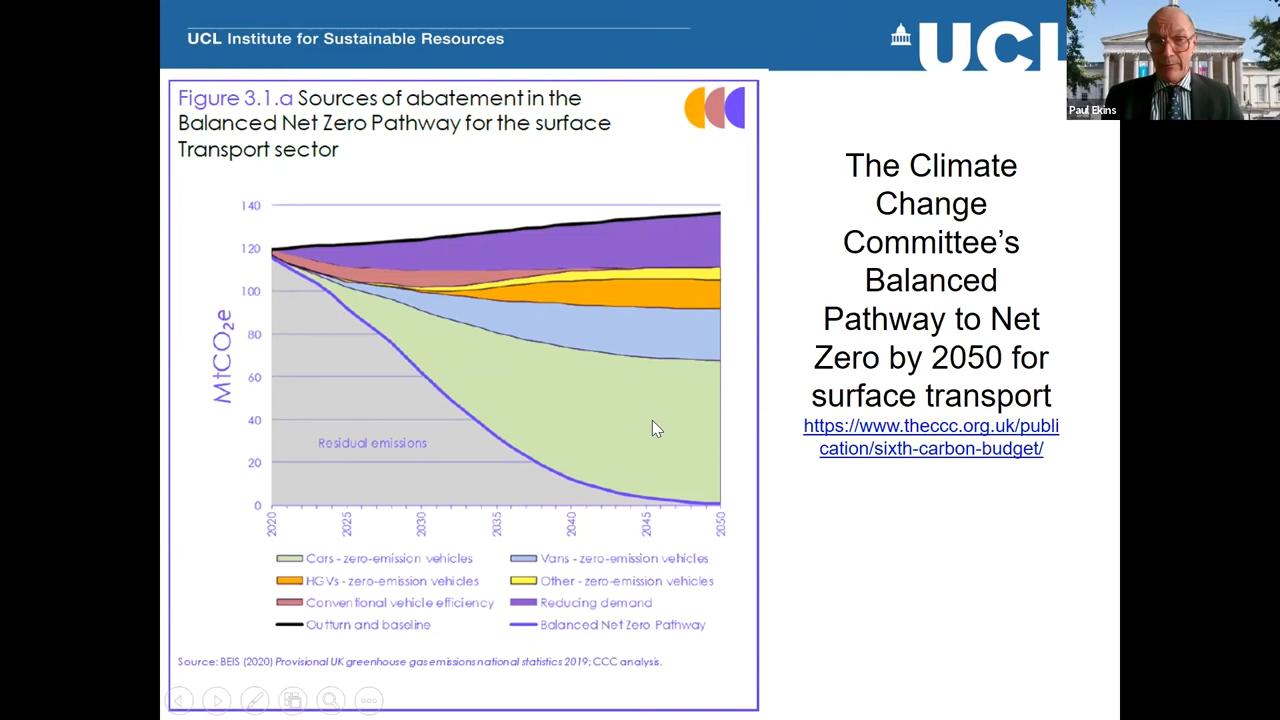 UCL Institute for Sustainable Resources
UCL
Paul Ekins
Figure 3.1.a Sources of abatement in the
Balanced Net Zero Pathway for the surface
Transport sector
MtCO₂e
140
120
100
80
60
40
20
0
Residual emissions
2020
2025
2030
2035
2040
2045
2050
Cars - zero-emission vehicles
Vans - zero-emission vehicles
HGVs - zero-emission vehicles
Other - zero-emission vehicles
Conventional vehicle efficiency
Reducing demand
Outturn and baseline
Balanced Net Zero Pathway
Source: BEIS (2020) Provisional UK greenhouse gas emissions national statistics 2019; CCC analysis.
The Climate
Change
Committee's
Balanced
Pathway to Net
Zero by 2050 for
surface transport
https://www.theccc.org.uk/publi
cation/sixth-carbon-budget/